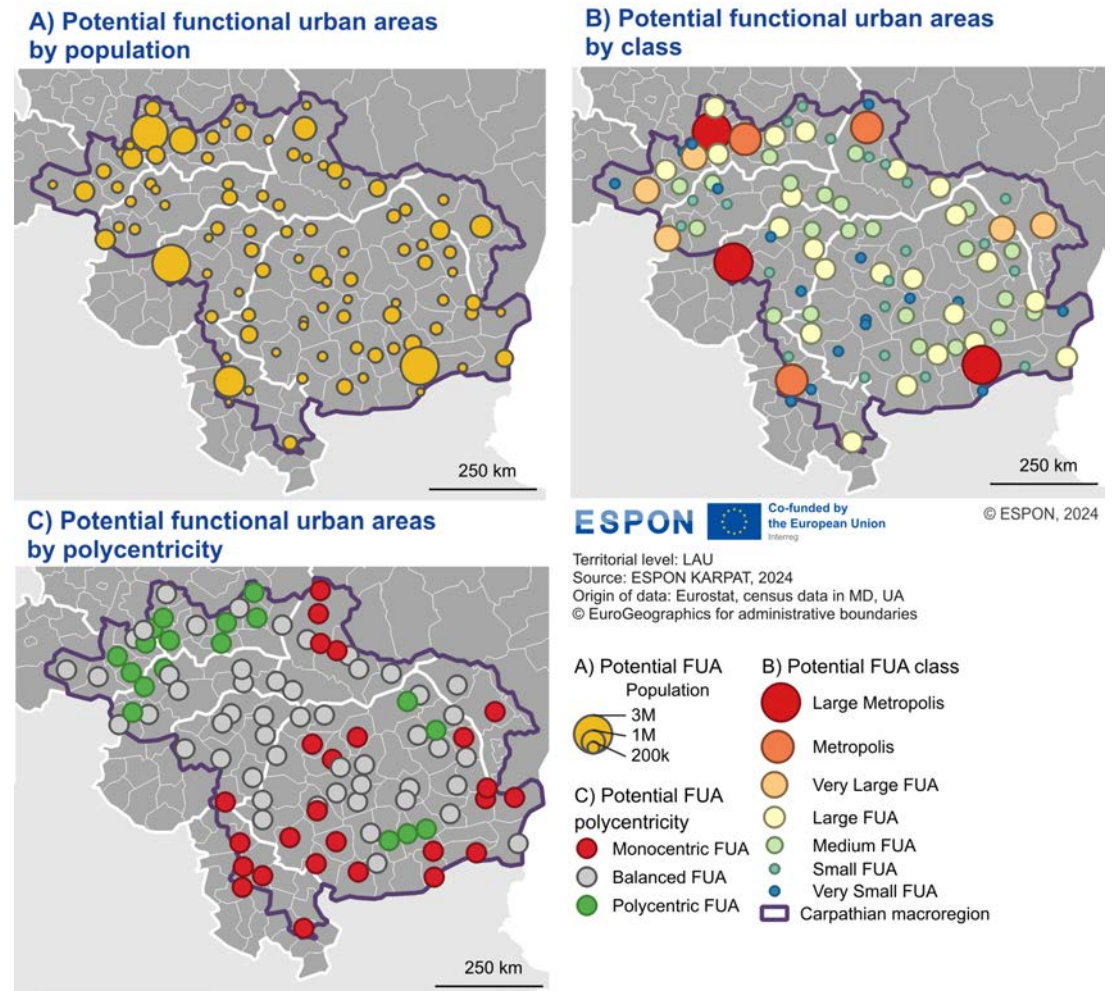 A) Potential functional urban areas
by population
B) Potential functional urban areas
by class
250 km
250 km
C) Potential functional urban areas
by polycentricity
ESPON
Co-funded by
the European Union
Interreg
© ESPON, 2024
Territorial level: LAU
Source: ESPON KARPAT, 2024
Origin of data: Eurostat, census data in MD, UA
© EuroGeographics for administrative boundaries
A) Potential FUA
Population
3M
1M
200k
C) Potential FUA
polycentricity
Monocentric FUA
Balanced FUA
Polycentric FUA
B) Potential FUA class
Large Metropolis
Metropolis
Very Large FUA
Large FUA
Medium FUA
Small FUA
Very Small FUA
Carpathian macroregion
250 km